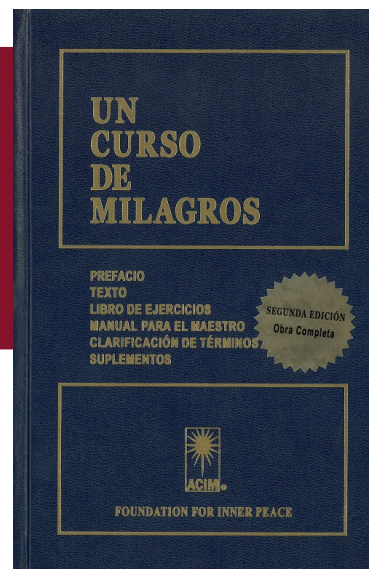 UN
CURSO
DE
MILAGROS
PREFACIO
TEXTO
LIBRO DE EJERCICIOS
MANUAL PARA EL MAESTRO
CLARIFICACIÓN DE TÉRMINOS
SUPLEMENTOS
SEGUNDA EDICIÓN
Obra Completa
ACIM®
FOUNDATION FOR INNER PEACE